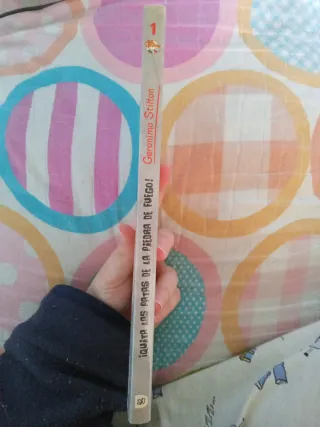 1
Geronimo Stilton
¡QUITA LAS PATAS DE LA PIEDRA DE FUEGO!